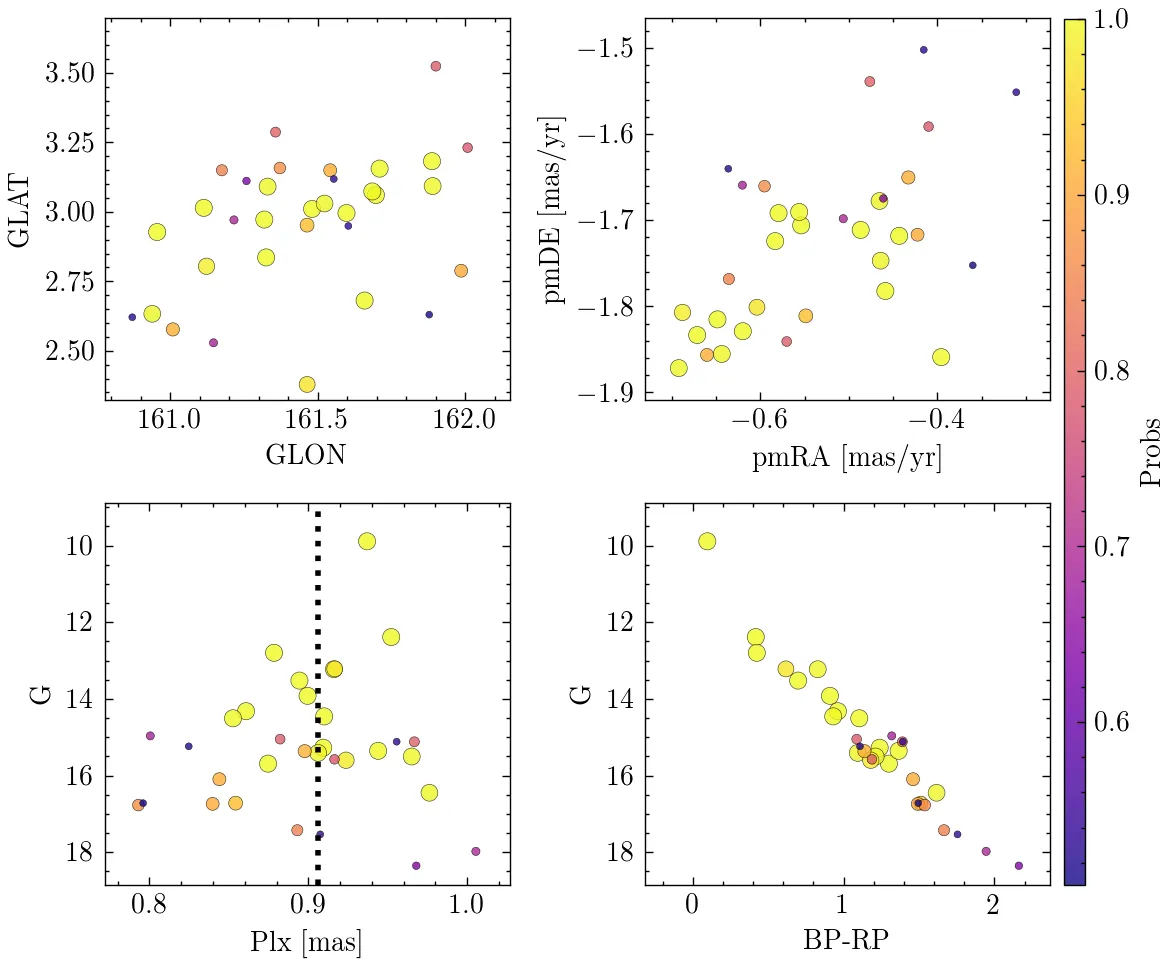 3.50
3.25
3.00
2.75
2.50
GLAT
161.0 161.5 162.0
GLON
−1.5
−1.6
−1.7
−1.8
−1.9
pmDE [mas/yr]
−0.6 −0.4
pmRA [mas/yr]
10
12
14
16
18
G
0.8 0.9 1.0
Plx [mas]
10
12
14
16
18
G
0 1 2
BP-RP
1.0
0.9
0.8
0.7
0.6
Probs